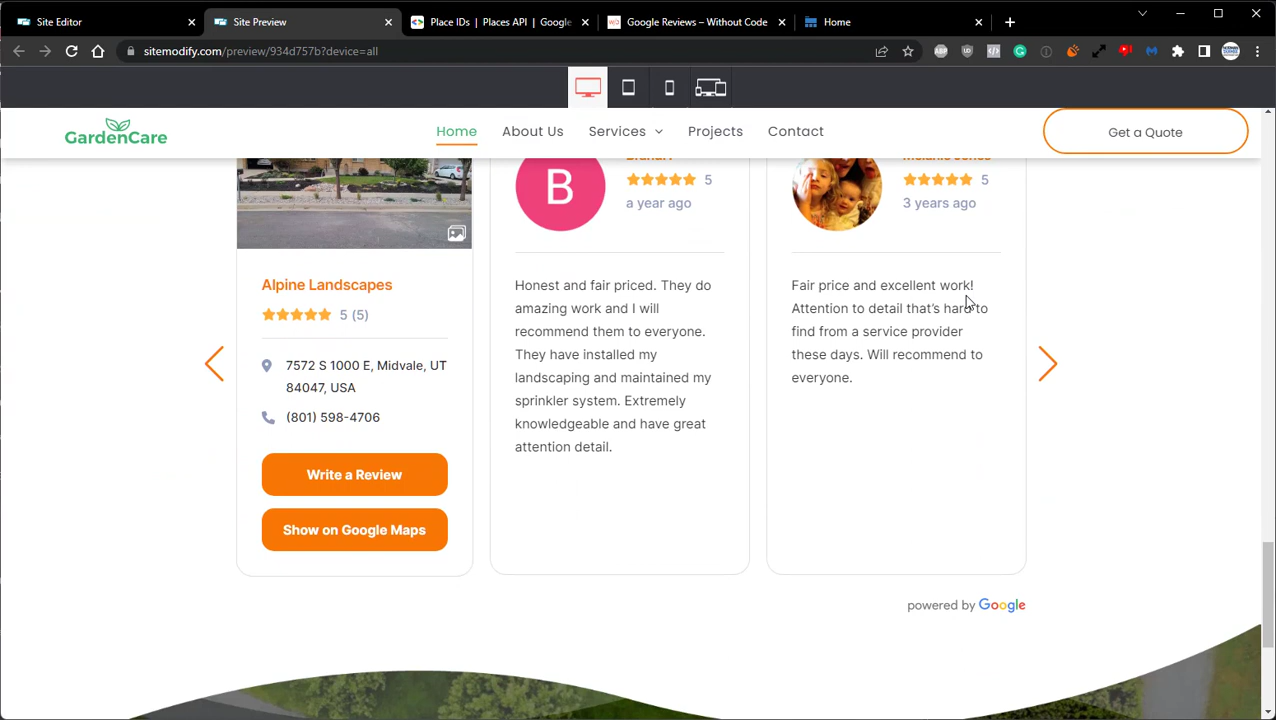 Site Editor
Site Preview
Place IDs | Places API | Google
Google Reviews – Without Code
Home
sitemodify.com/preview/934d757b?device=all
GardenCare
Home
About Us
Services
Projects
Contact
Get a Quote
5
a year ago
5
3 years ago
B
Alpine Landscapes
5 (5)
7572 S 1000 E, Midvale, UT
84047, USA
(801) 598-4706
Write a Review
Show on Google Maps
Honest and fair priced. They do
amazing work and I will
recommend them to everyone.
They have installed my
landscaping and maintained my
sprinkler system. Extremely
knowledgeable and have great
attention detail.
Fair price and excellent work!
Attention to detail that's hard to
find from a service provider
these days. Will recommend to
everyone.
powered by Google